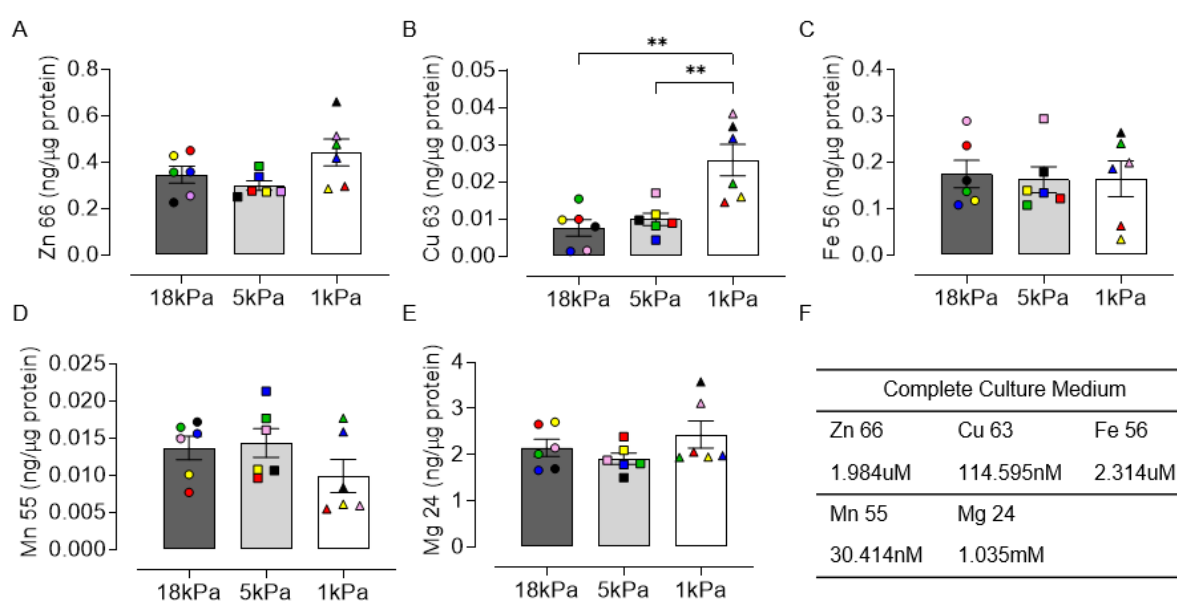 A
Zn 66 (ng/µg protein)
0.8
0.6
0.4
0.2
0.0
18kPa 5kPa 1kPa
B
Cu 63 (ng/µg protein)
0.05
0.04
0.03
0.02
0.01
0.00
**
**
18kPa 5kPa 1kPa
C
Fe 56 (ng/µg protein)
0.4
0.3
0.2
0.1
0.0
18kPa 5kPa 1kPa
D
Mn 55 (ng/µg protein)
0.025
0.020
0.015
0.010
0.005
0.000
18kPa 5kPa 1kPa
E
Mg 24 (ng/µg protein)
4
3
2
1
0
18kPa 5kPa 1kPa
F
Complete Culture Medium
Zn 66 Cu 63 Fe 56
1.984uM 114.595nM 2.314uM
Mn 55 Mg 24
30.414nM 1.035mM